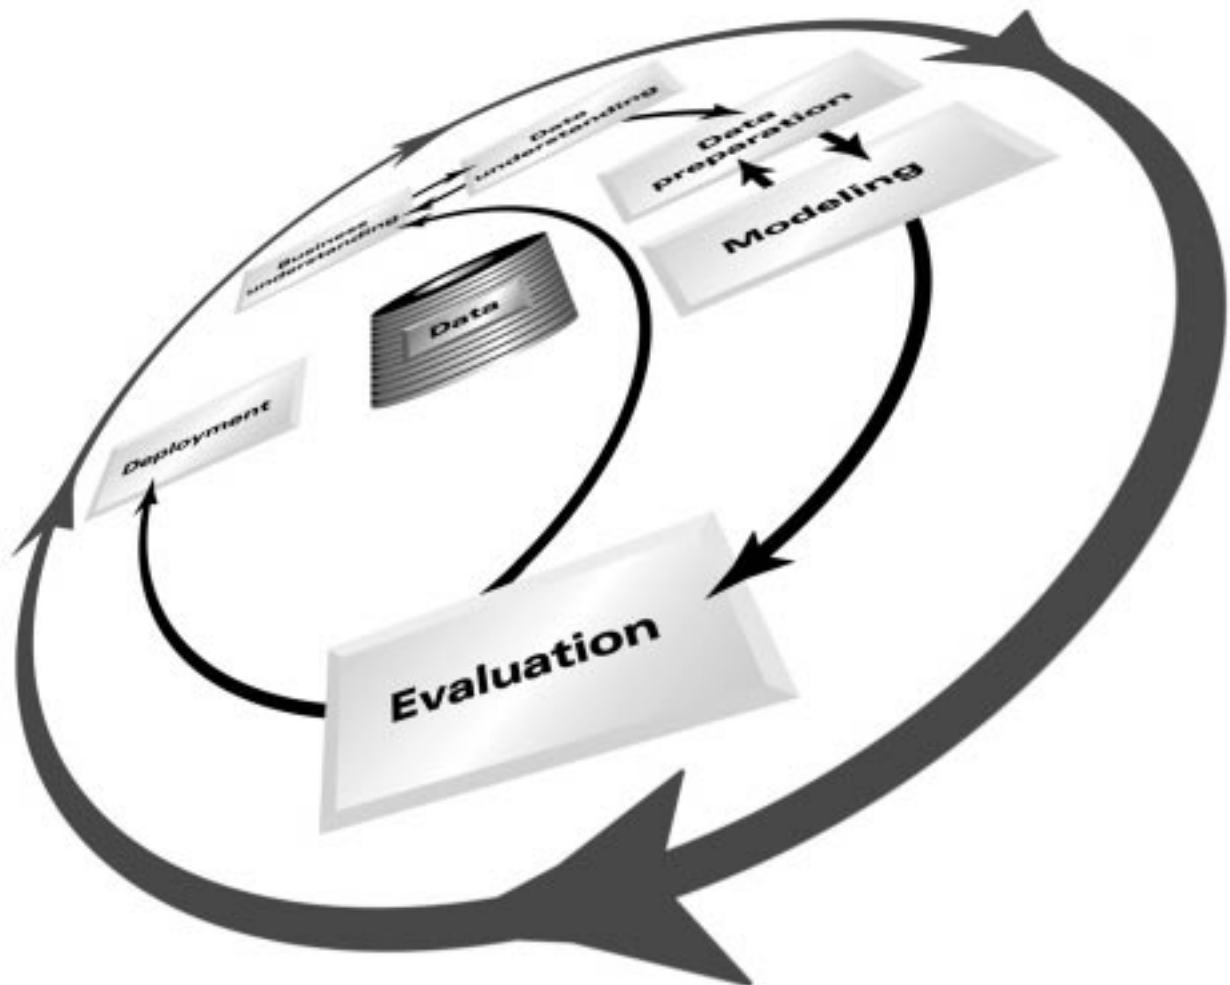 Business
understanding
Data
understanding
Data
preparation
Modeling
Data
Deployment
Evaluation